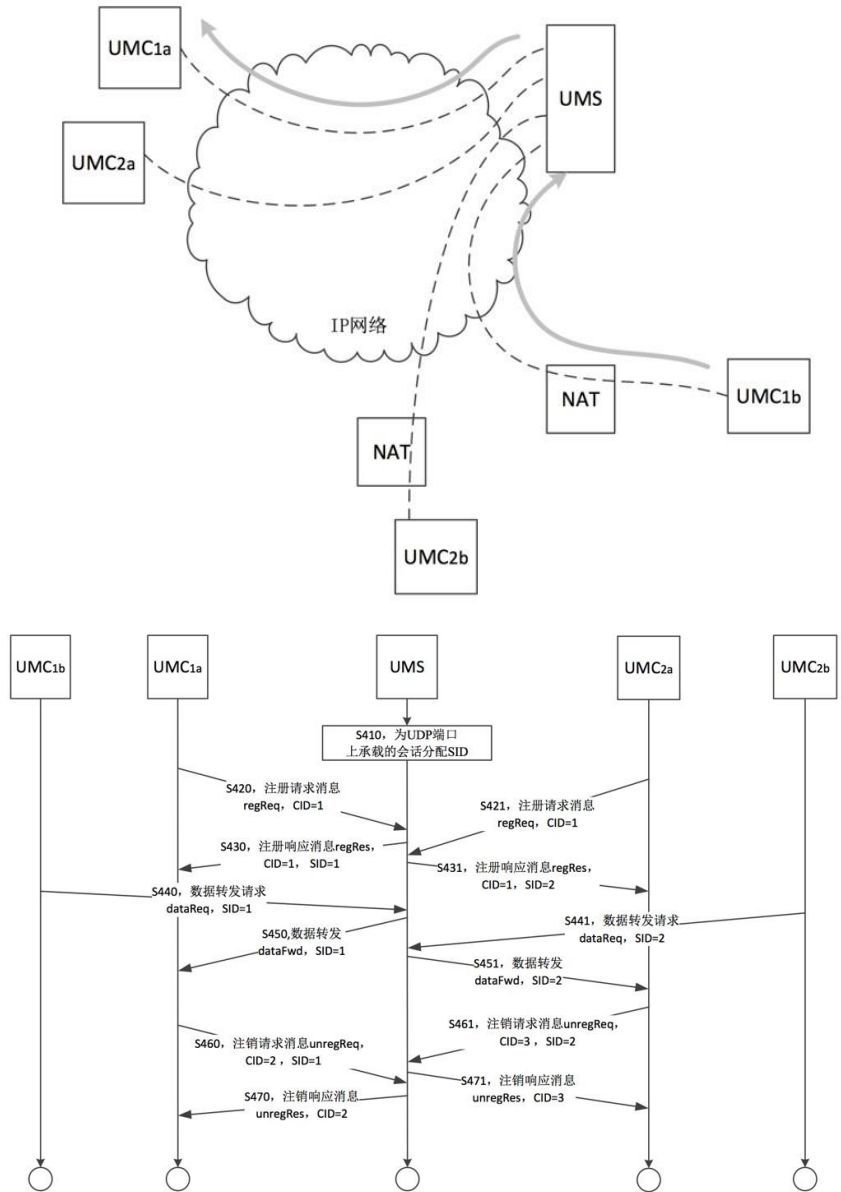 UMC1a
UMS
UMC2a
IP网络
NAT
UMC1b
NAT
UMC2b
UMC1b
UMC1a
UMS
UMC2a
UMC2b
S410，为UDP端口
上承载的会话分配SID
S420，注册请求消息
regReq，CID=1
S421，注册请求消息
regReq，CID=1
S430，注册响应消息regRes，
CID=1， SID=1
S431，注册响应消息regRes，
CID=1，SID=2
S440，数据转发请求
dataReq，SID=1
S441，数据转发请求
dataReq，SID=2
S450,数据转发
dataFwd，SID=1
S451，数据转发
dataFwd，SID=2
S461，注销请求消息unregReq，
CID=3 ，SID=2
S460，注销请求消息unregReq，
CID=2 ，SID=1
S471，注销响应消息
unregRes，CID=3
S470，注销响应消息
unregRes，CID=2